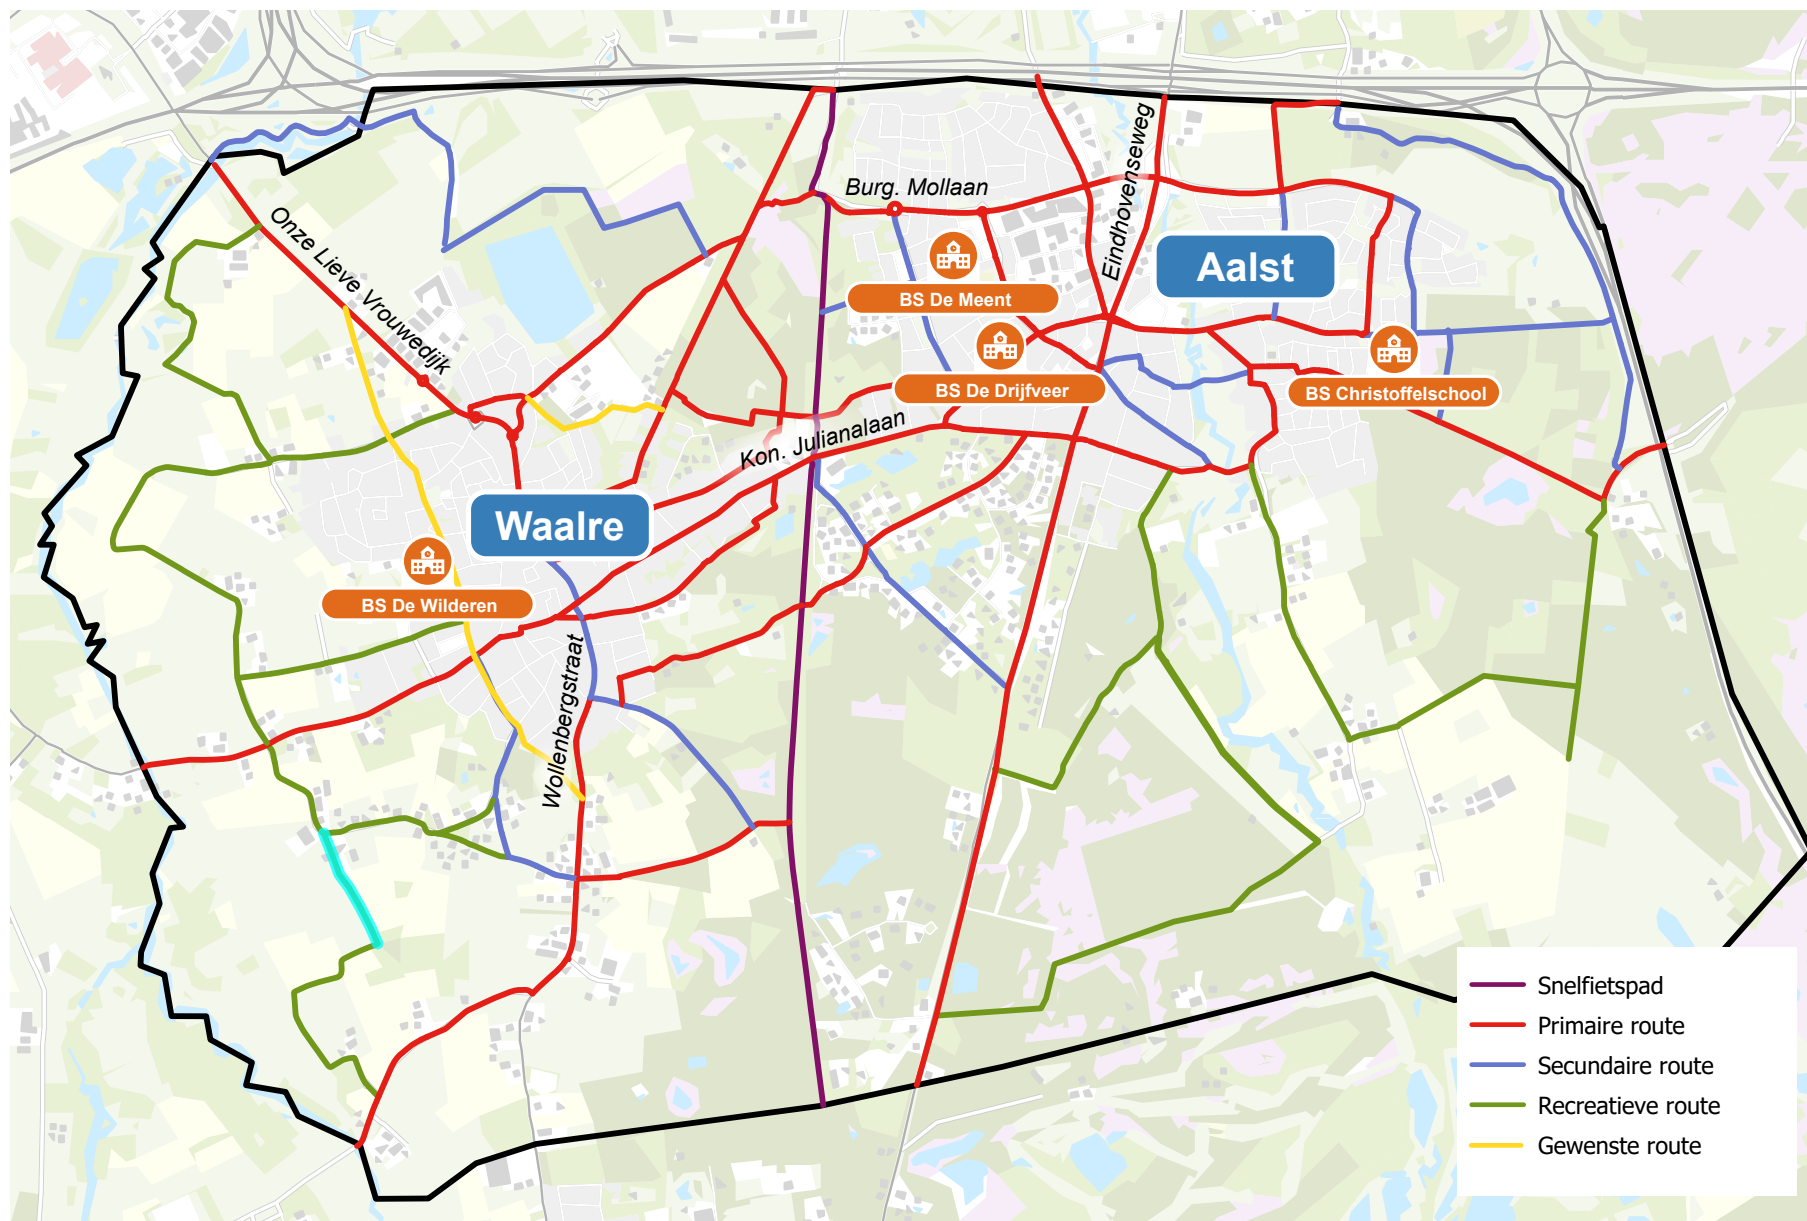 Burg. Mollaan
Eindhovenseweg
Onze Lieve Vrouwedijk
Aalst
BS De Meent
BS De Drijfveer
BS Christoffelschool
Kon. Julianalaan
Waalre
BS De Wilderen
Wollenbergstraat
Snelfietspad
Primaire route
Secundaire route
Recreatieve route
Gewenste route